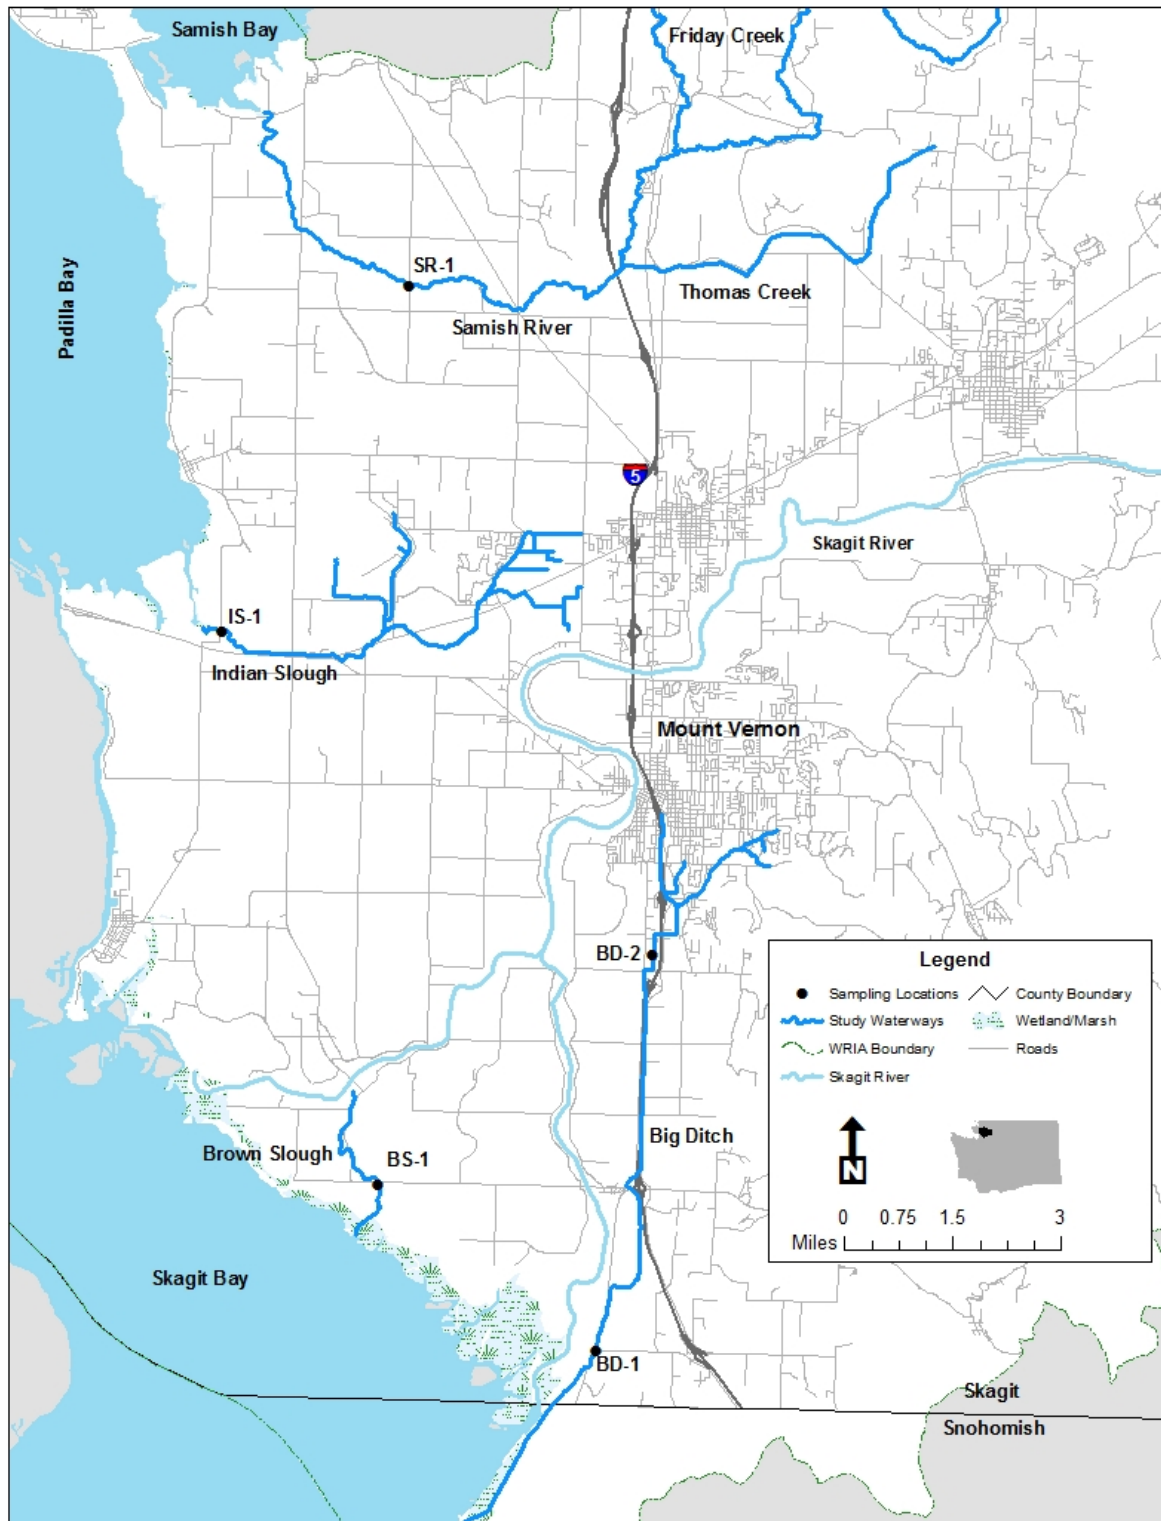 Samish Bay
Friday Creek
Padilla Bay
SR-1
Thomas Creek
Samish River
5
Skagit River
IS-1
Indian Slough
Mount Vernon
BD-2
Legend
Sampling Locations
County Boundary
Study Waterways
Wetland/Marsh
WRIA Boundary
Roads
Skagit River
Big Ditch
Brown Slough
BS-1
N
0 0.75 1.5 3
Miles
Skagit Bay
BD-1
Skagit
Snohomish